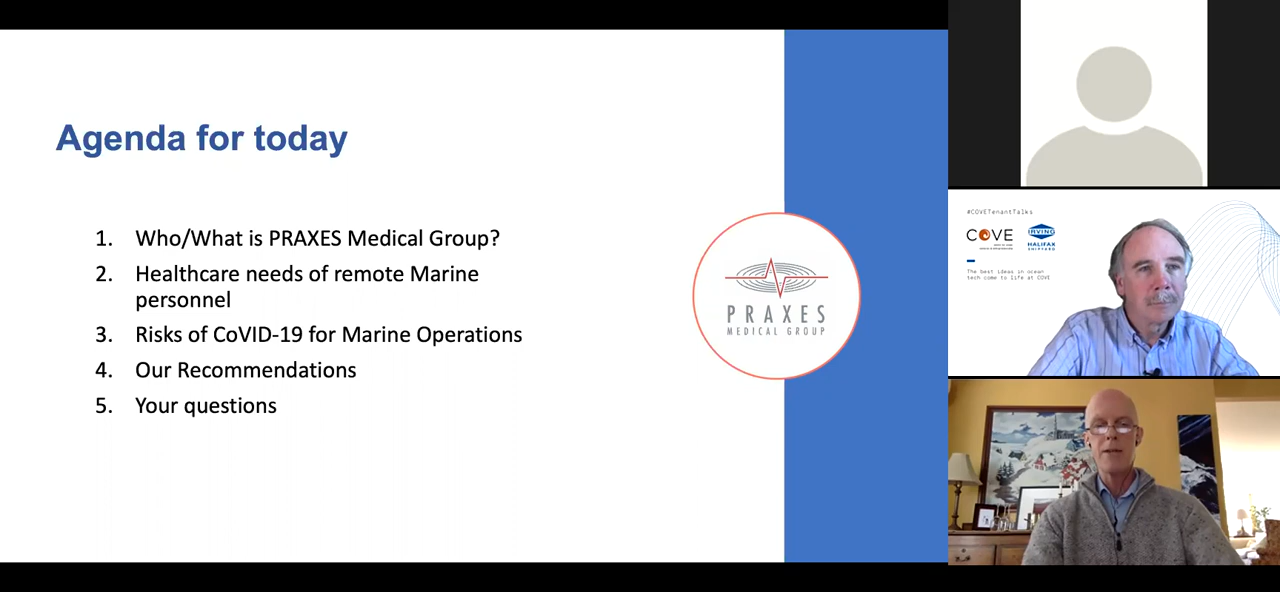 Agenda for today
1. Who/What is PRAXES Medical Group?
2. Healthcare needs of remote Marine
personnel
3. Risks of CoVID-19 for Marine Operations
4. Our Recommendations
5. Your questions
PRAXES
MEDICAL GROUP
#COVETenantTalks
COVE
IRVING
HALIFAX
SHIPYARD
The best ideas in ocean
tech come to life at COVE